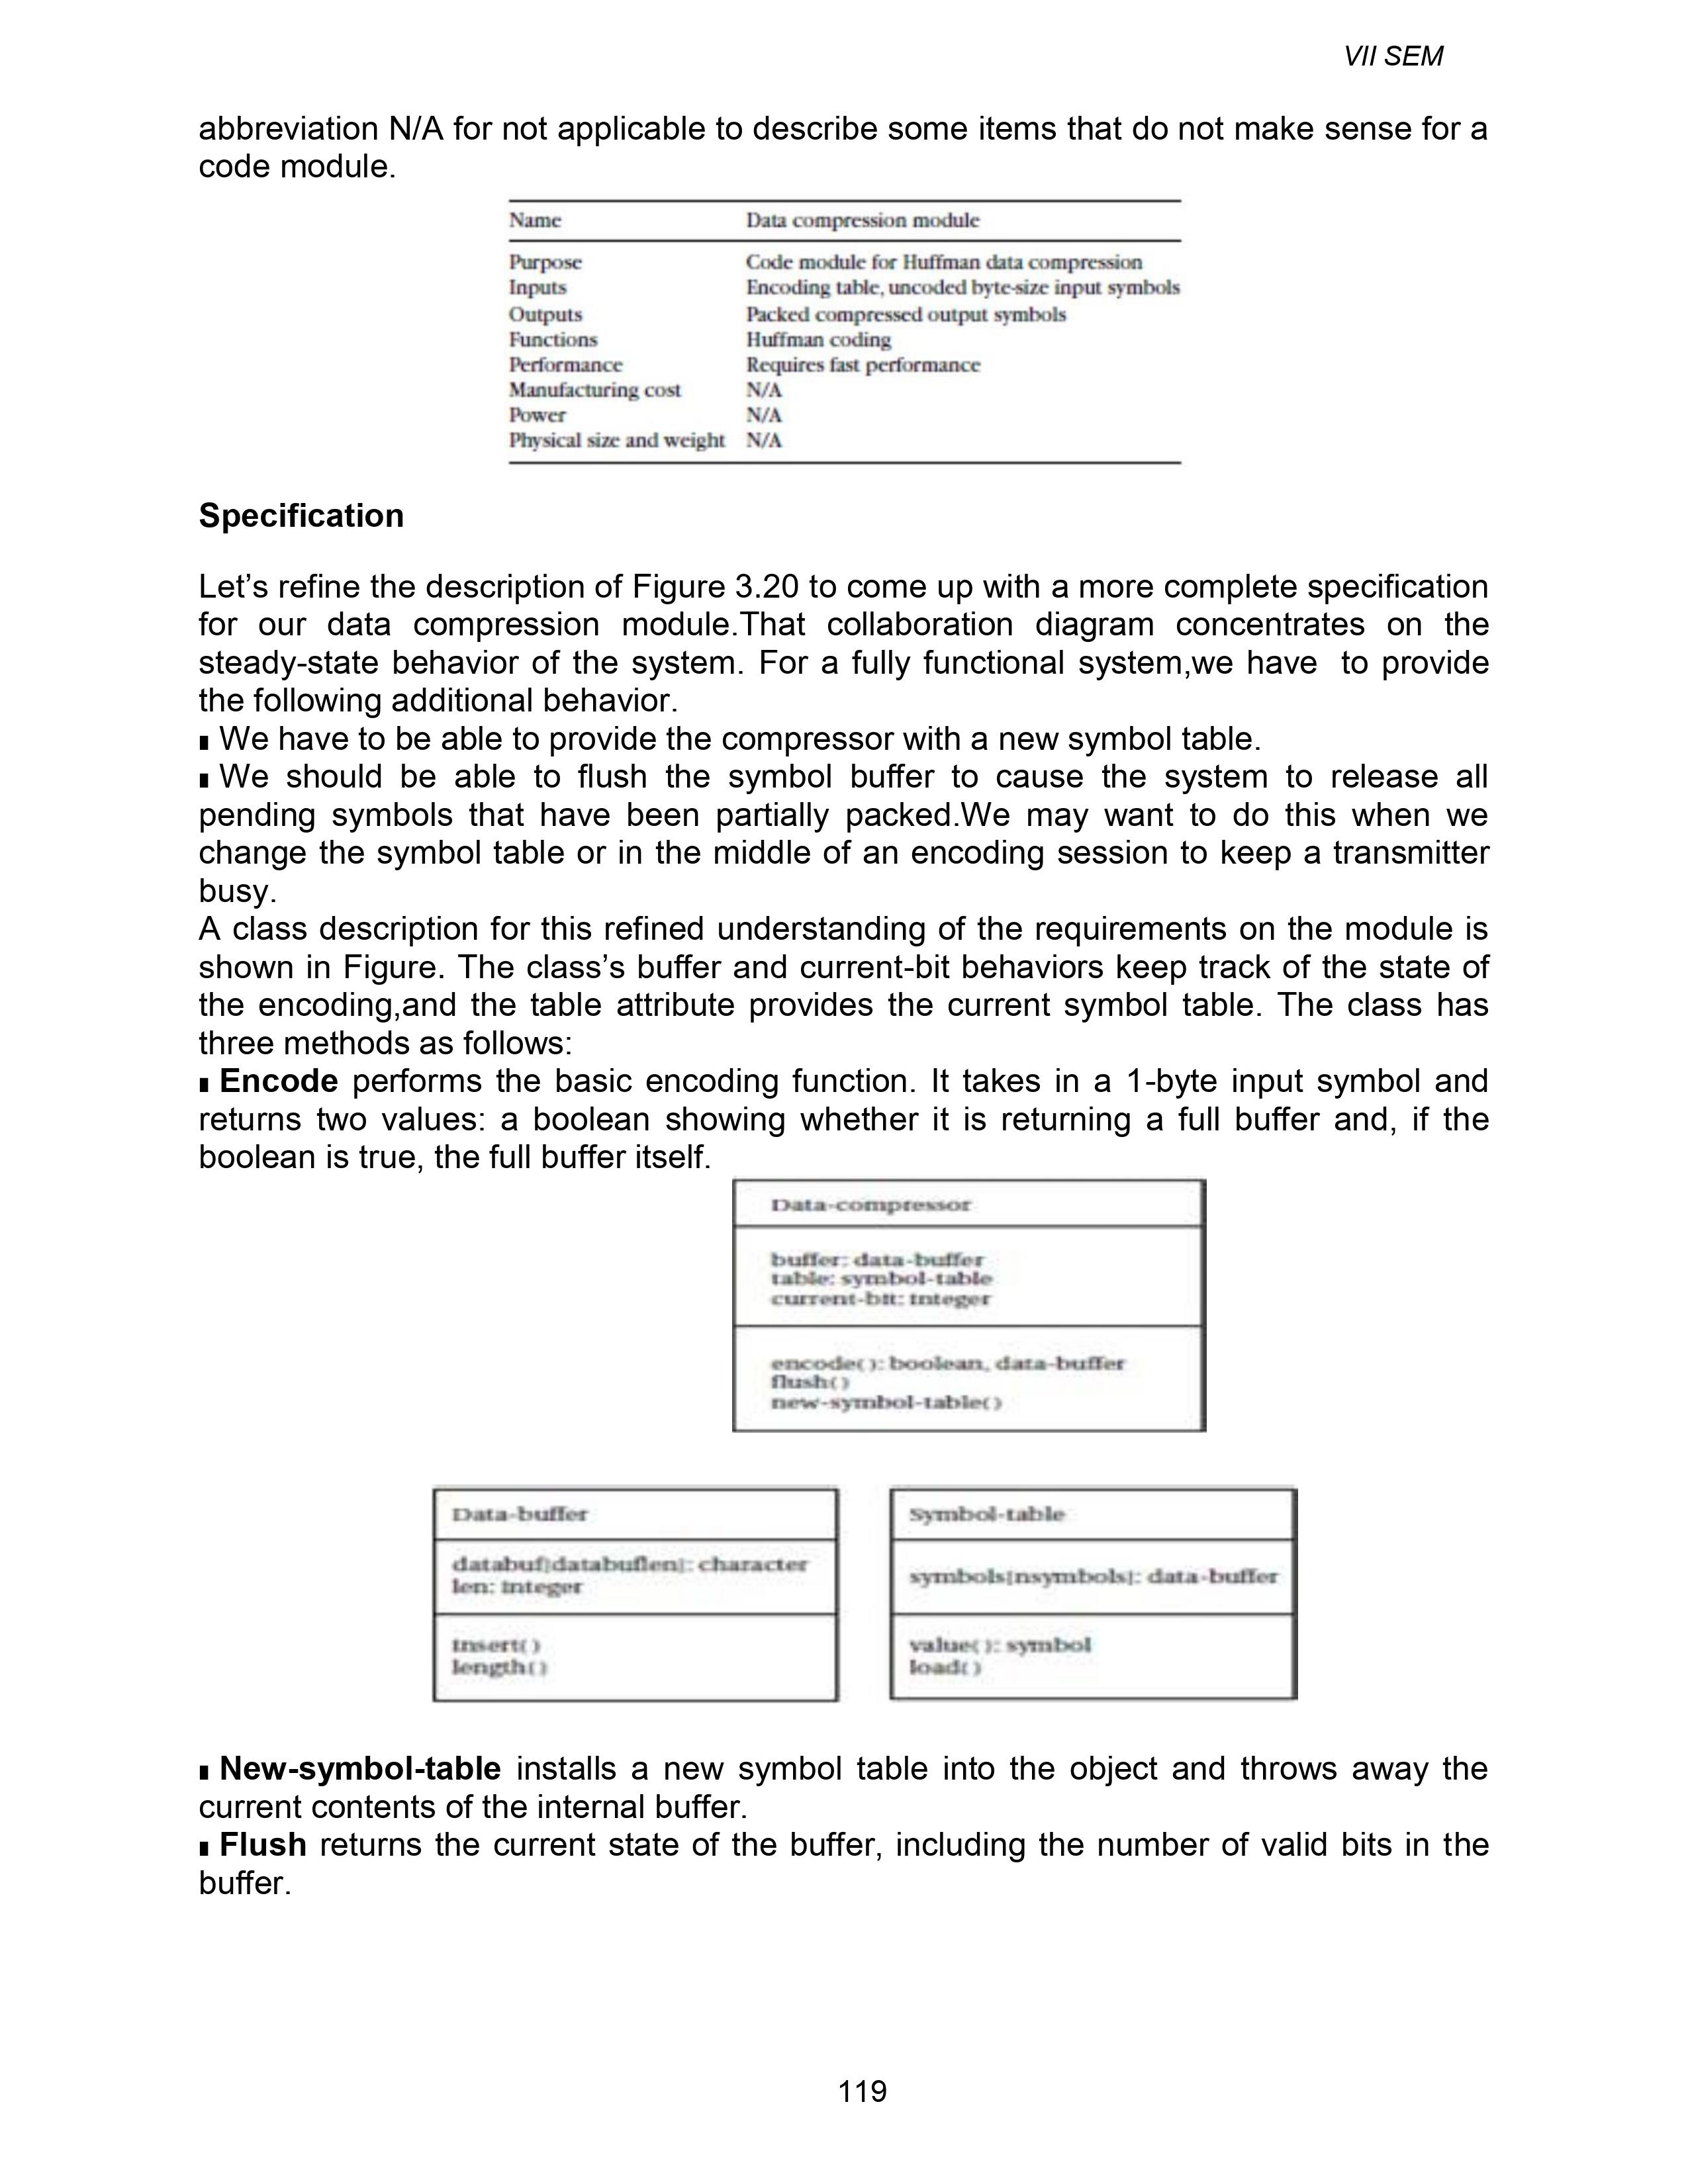 VII SEM
abbreviation N/A for not applicable to describe some items that do not make sense for a
code module.
Name Data compression module
Purpose Code module for Huffman data compression
Inputs Encoding table, uncoded byte-size input symbols
Outputs Packed compressed output symbols
Functions Huffman coding
Performance Requires fast performance
Manufacturing cost N/A
Power N/A
Physical size and weight N/A
Specification
Let’s refine the description of Figure 3.20 to come up with a more complete specification
for our data compression module.That collaboration diagram concentrates on the
steady-state behavior of the system. For a fully functional system,we have to provide
the following additional behavior.
∎ We have to be able to provide the compressor with a new symbol table.
∎ We should be able to flush the symbol buffer to cause the system to release all
pending symbols that have been partially packed.We may want to do this when we
change the symbol table or in the middle of an encoding session to keep a transmitter
busy.
A class description for this refined understanding of the requirements on the module is
shown in Figure. The class’s buffer and current-bit behaviors keep track of the state of
the encoding,and the table attribute provides the current symbol table. The class has
three methods as follows:
∎ Encode performs the basic encoding function. It takes in a 1-byte input symbol and
returns two values: a boolean showing whether it is returning a full buffer and, if the
boolean is true, the full buffer itself.
Data-compressor
buffer: data-buffer
table: symbol-table
current-bit: integer
encode( ): boolean, data-buffer
flush( )
new-symbol-table( )
Data-buffer
databuf[databuflen]: character
len: integer
insert( )
length( )
Symbol-table
symbols[nsymbols]: data-buffer
value( ): symbol
load( )
∎ New-symbol-table installs a new symbol table into the object and throws away the
current contents of the internal buffer.
∎ Flush returns the current state of the buffer, including the number of valid bits in the
buffer.
119